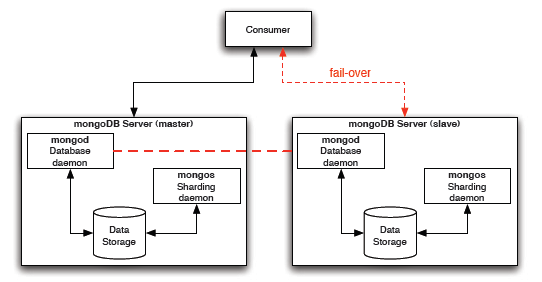 Consumer
fail-over
mongoDB Server (master)
mongod
Database
daemon
mongos
Sharding
daemon
Data
Storage
mongoDB Server (slave)
mongod
Database
daemon
mongos
Sharding
daemon
Data
Storage